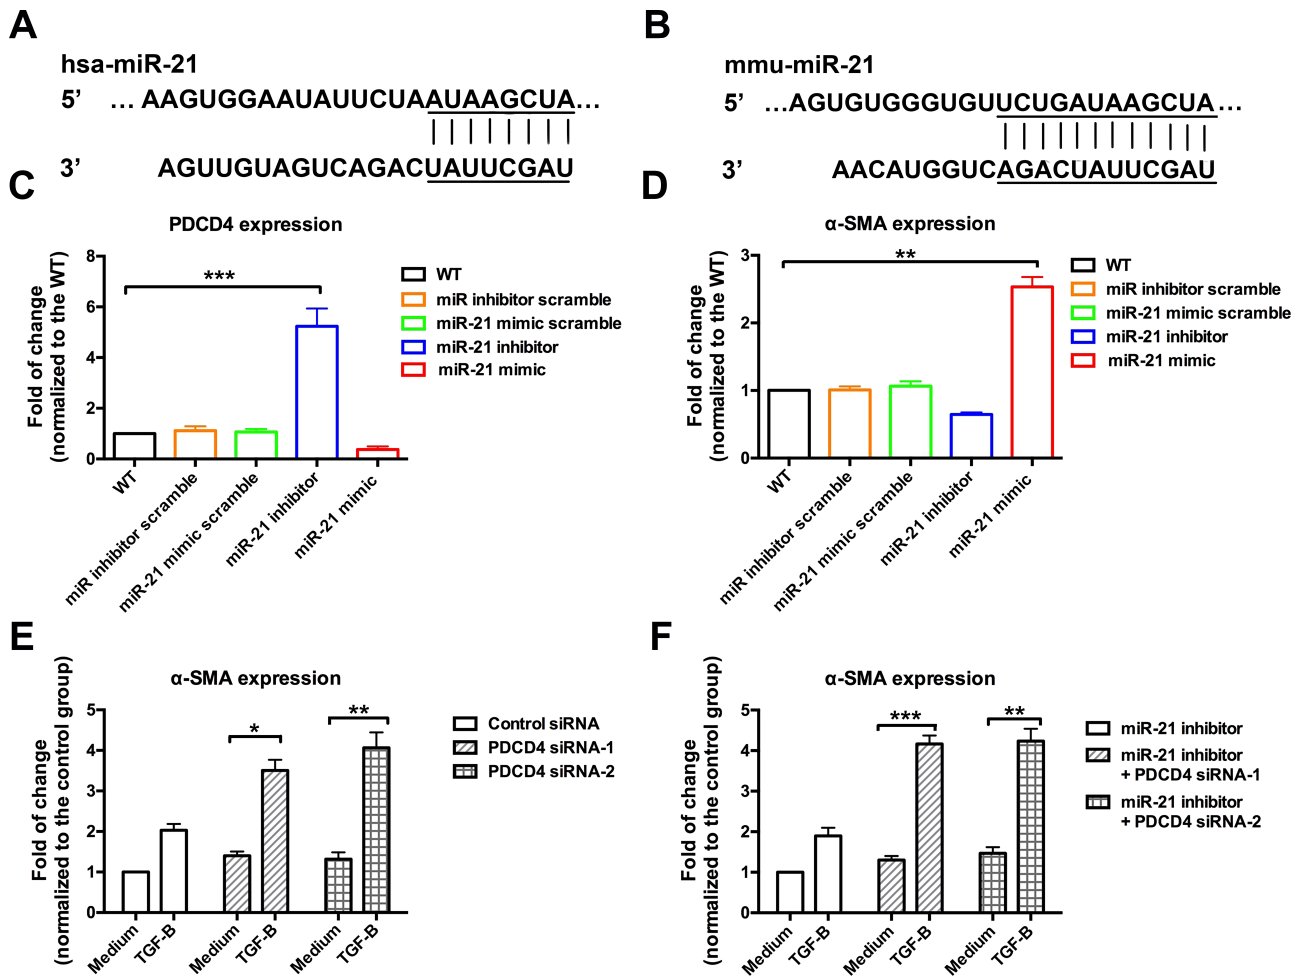 A
hsa-miR-21
5’ ... AAGUGGAAUAUUCUAAUAAGCUA...
3’ AGUUGUAGUCAGACUAUUCGAU
B
mmu-miR-21
5’ ...AGUGUGGGUGUUCUGAUAAGCUA...
3’ AACAUGGUCAGACUAUUCGAU
C
PDCD4 expression
Fold of change
(normalized to the WT)
8
6
4
2
0
***
WT
miR inhibitor scramble
miR-21 mimic scramble
miR-21 inhibitor
miR-21 mimic
WT
miR inhibitor scramble
miR-21 mimic scramble
miR-21 inhibitor
miR-21 mimic
D
α-SMA expression
Fold of change
(normalized to the WT)
3
2
1
0
**
WT
miR inhibitor scramble
miR-21 mimic scramble
miR-21 inhibitor
miR-21 mimic
WT
miR inhibitor scramble
miR-21 mimic scramble
miR-21 inhibitor
miR-21 mimic
E
α-SMA expression
Fold of change
(normalized to the control group)
5
4
3
2
1
0
*
**
Control siRNA
PDCD4 siRNA-1
PDCD4 siRNA-2
Medium
TGF-B
Medium
TGF-B
Medium
TGF-B
F
α-SMA expression
Fold of change
(normalized to the control group)
5
4
3
2
1
0
***
**
miR-21 inhibitor
miR-21 inhibitor
+ PDCD4 siRNA-1
miR-21 inhibitor
+ PDCD4 siRNA-2
Medium
TGF-B
Medium
TGF-B
Medium
TGF-B